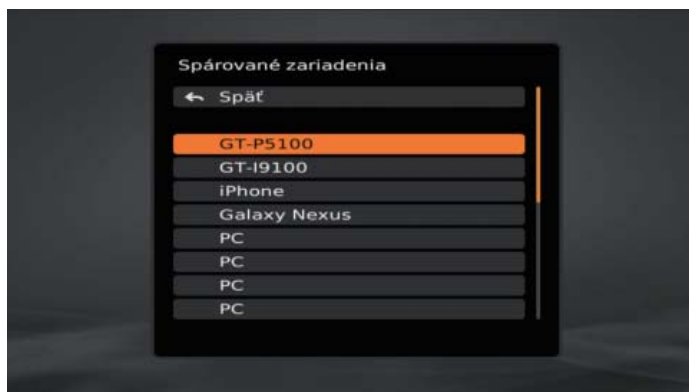 Spárované zariadenia
Späť
GT-P5100
GT-I9100
iPhone
Galaxy Nexus
PC
PC
PC
PC